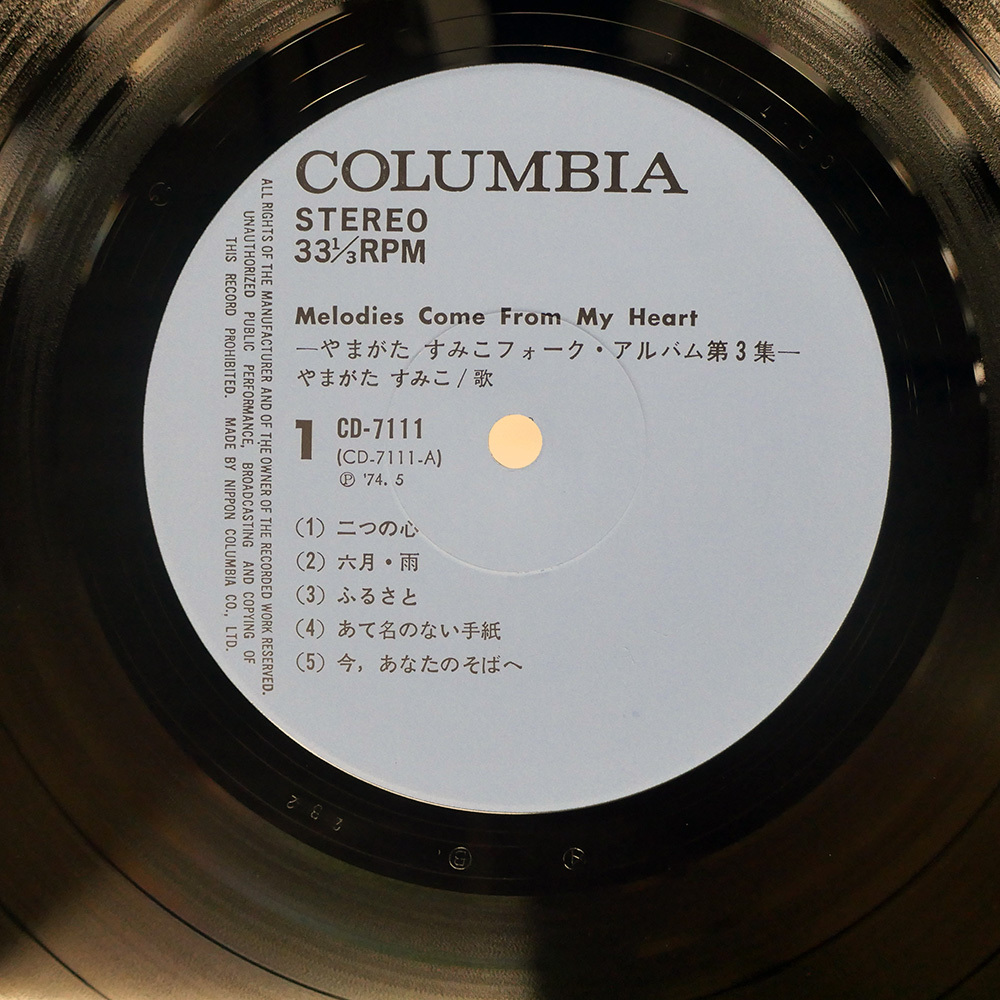 COLUMBIA
STEREO
33⅓RPM
Melodies Come From My Heart
—やまがた すみこフォーク・アルバム第3集—
やまがた すみこ / 歌
1 CD-7111
(CD-7111-A)
Ⓟ '74. 5
(1) 二つの心
(2) 六月・雨
(3) ふるさと
(4) あて名のない手紙
(5) 今，あなたのそばへ
ALL RIGHTS OF THE MANUFACTURER AND OF THE OWNER OF THE RECORDED WORK RESERVED.
UNAUTHORIZED PUBLIC PERFORMANCE, BROADCASTING AND COPYING OF
THIS RECORD PROHIBITED. MADE BY NIPPON COLUMBIA CO., LTD.